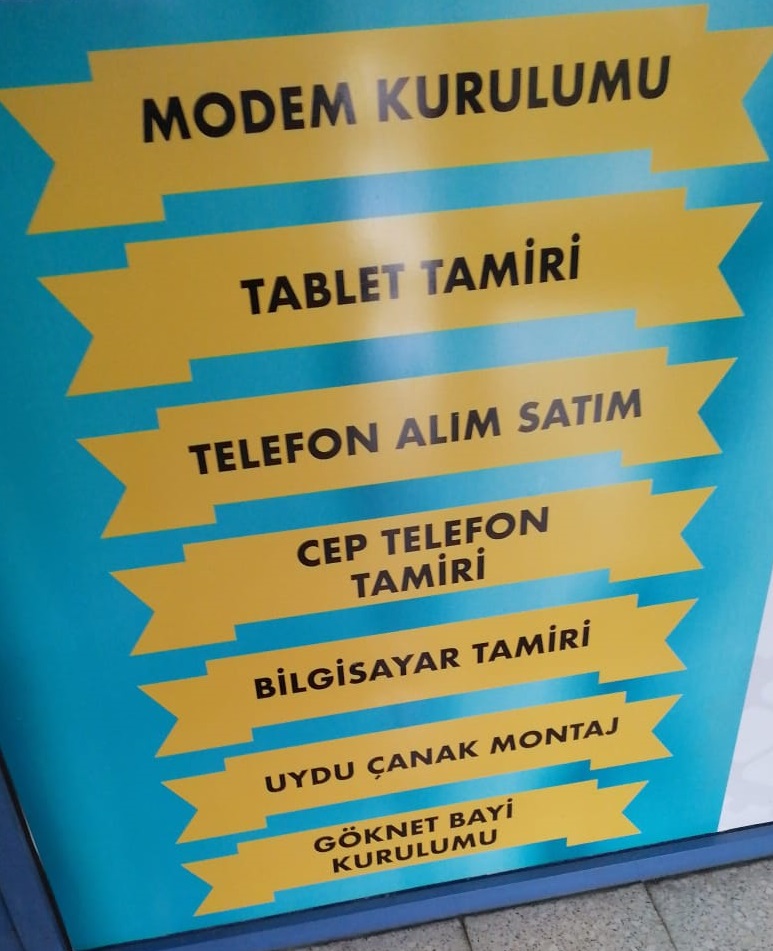 MODEM KURULUMU
TABLET TAMİRİ
TELEFON ALIM SATIM
CEP TELEFON
TAMİRİ
BİLGİSAYAR TAMİRİ
UYDU ÇANAK MONTAJ
GÖKNET BAYİ
KURULUMU